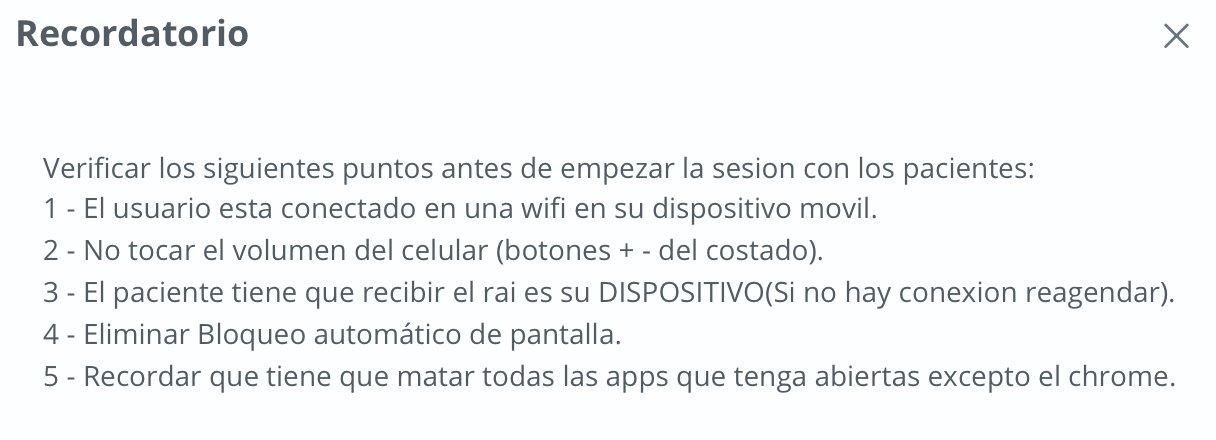 Recordatorio
Verificar los siguientes puntos antes de empezar la sesion con los pacientes:
1 - El usuario esta conectado en una wifi en su dispositivo movil.
2 - No tocar el volumen del celular (botones + - del costado).
3 - El paciente tiene que recibir el rai es su DISPOSITIVO(Si no hay conexion reagendar).
4 - Eliminar Bloqueo automático de pantalla.
5 - Recordar que tiene que matar todas las apps que tenga abiertas excepto el chrome.